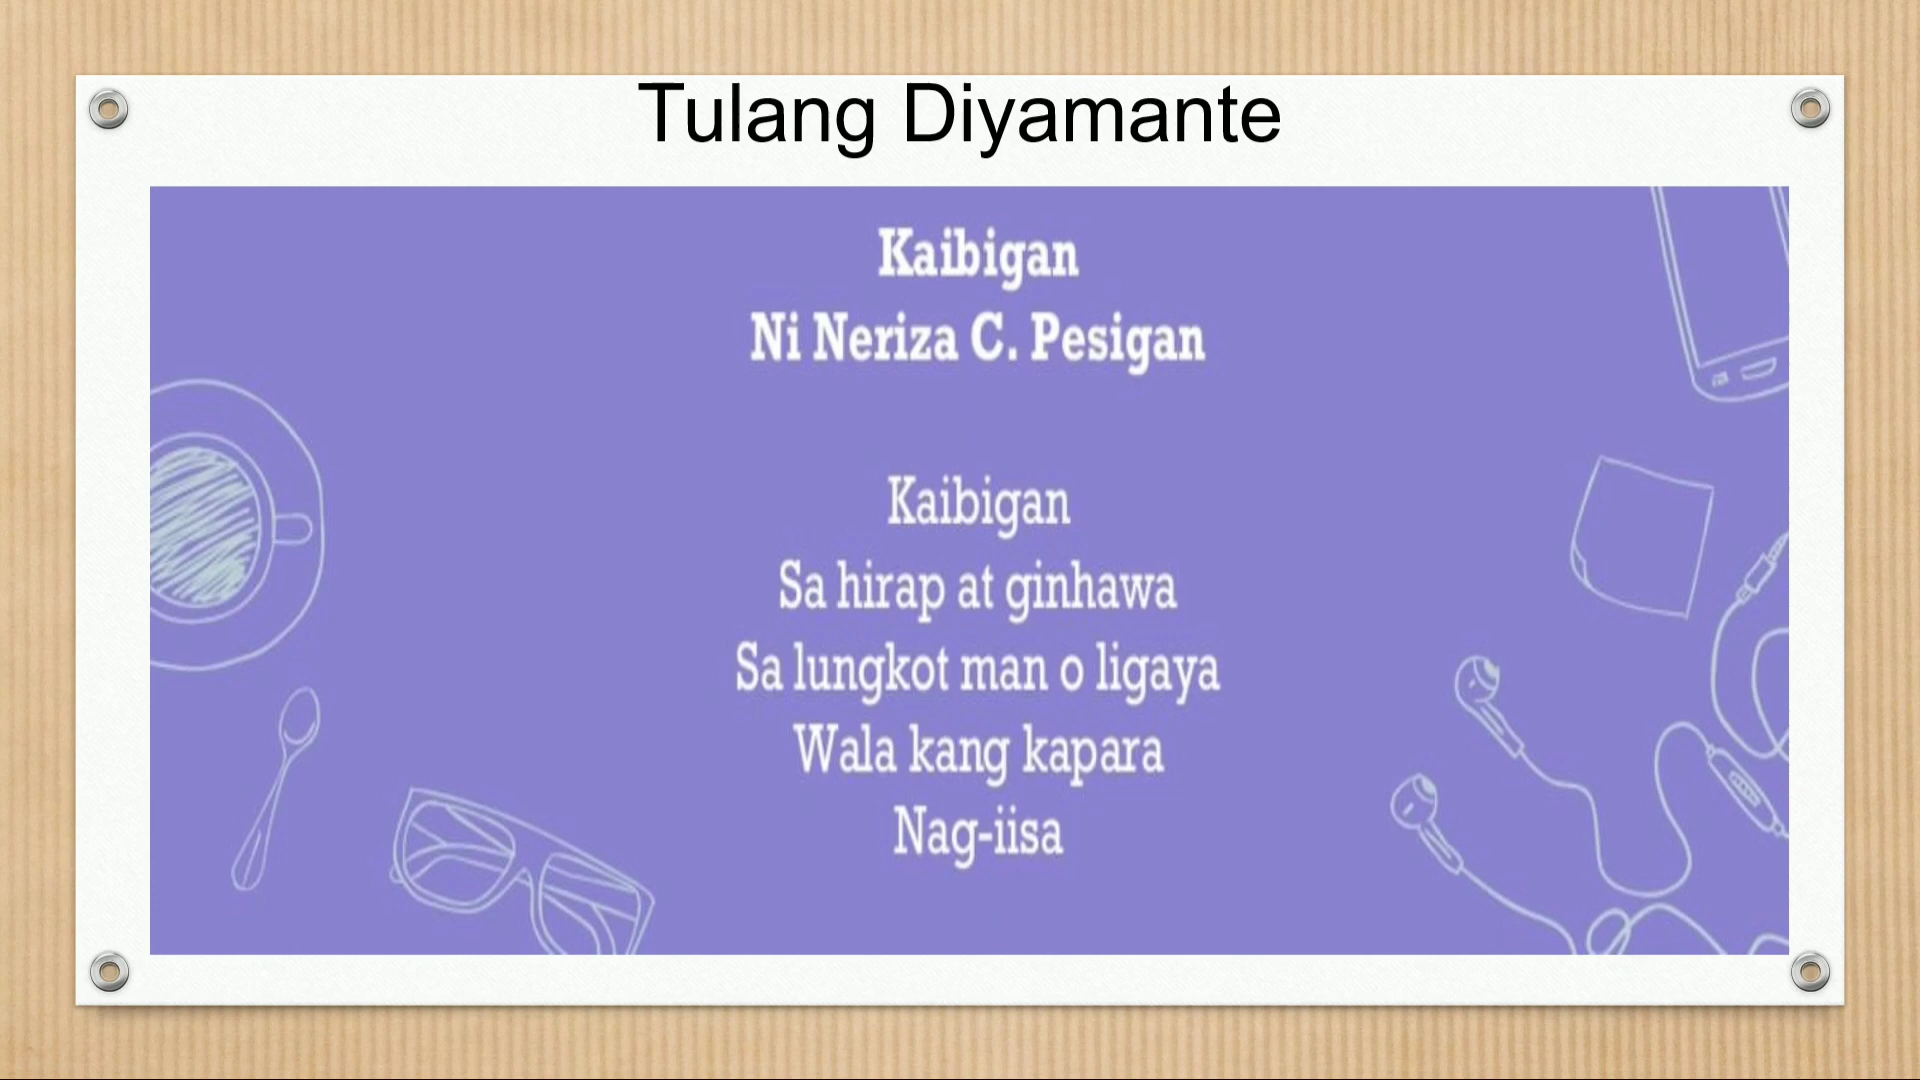 Tulang Diyamante
Kaibigan
Ni Neriza C. Pesigan
Kaibigan
Sa hirap at ginhawa
Sa lungkot man o ligaya
Wala kang kapara
Nag-iisa